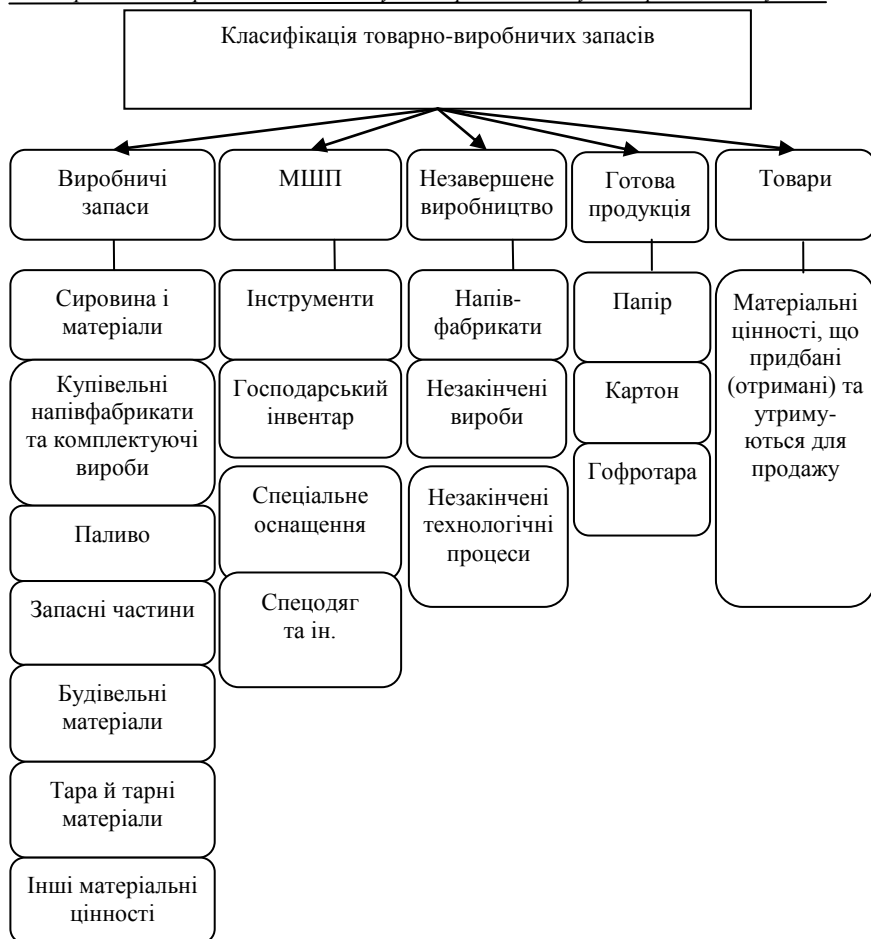 Класифікація товарно-виробничих запасів
Виробничі
запаси
МШП
Незавершене
виробництво
Готова
продукція
Товари
Сировина і
матеріали
Купівельні
напівфабрикати
та комплектуючі
вироби
Паливо
Запасні частини
Будівельні
матеріали
Тара й тарні
матеріали
Інші матеріальні
цінності
Інструменти
Господарський
інвентар
Спеціальне
оснащення
Спецодяг
та ін.
Напів-
фабрикати
Незакінчені
вироби
Незакінчені
технологічні
процеси
Папір
Картон
Гофротара
Матеріальні
цінності, що
придбані
(отримані) та
утриму-
ються для
продажу